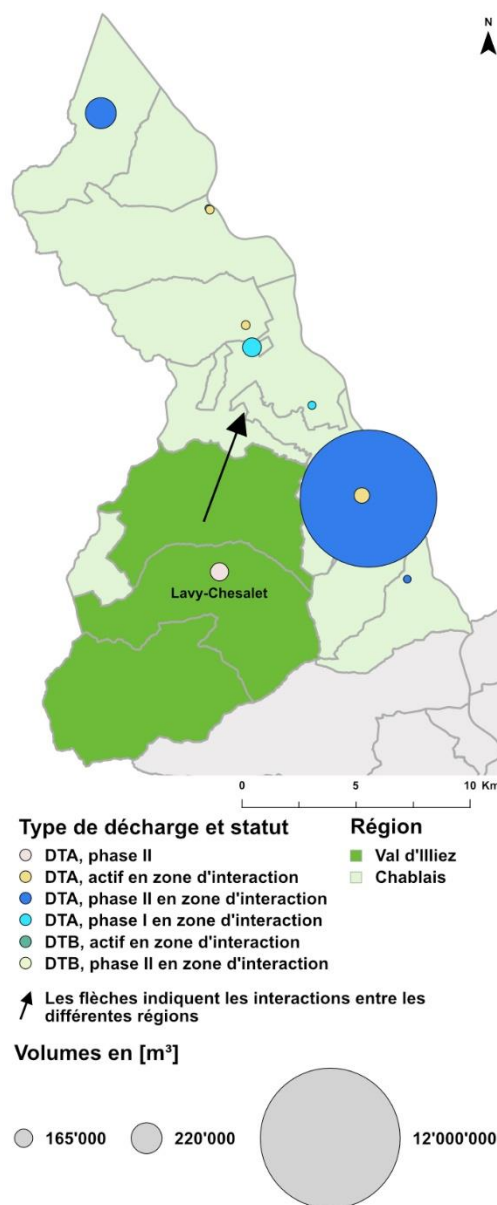 N
Lavy-Chesalet
0 5 10 Km
Type de décharge et statut
DTA, phase II
DTA, actif en zone d'interaction
DTA, phase II en zone d'interaction
DTA, phase I en zone d'interaction
DTB, actif en zone d'interaction
DTB, phase II en zone d'interaction
Région
Val d'Illiez
Chablais
Les flèches indiquent les interactions entre les
différentes régions
Volumes en [m³]
165'000 220'000 12'000'000